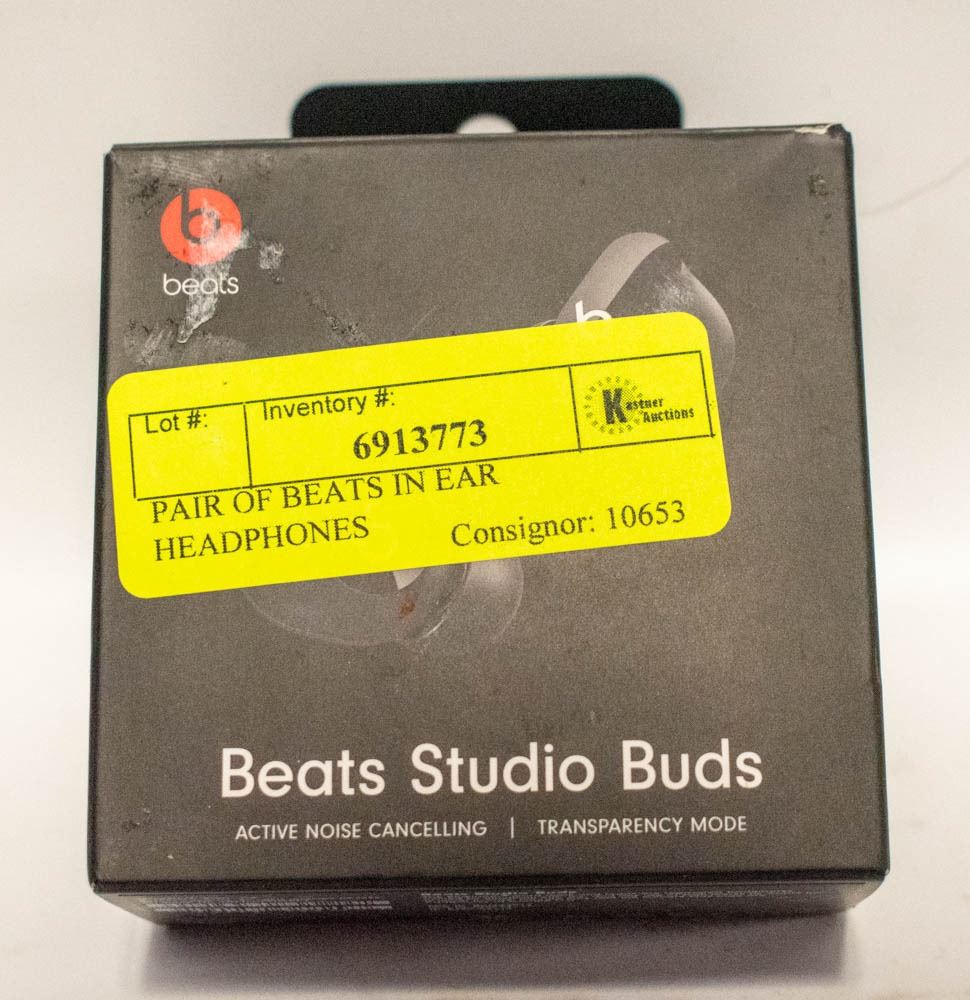 b
beats
b
Lot #:
Inventory #:
6913773
Kastner
Auctions
PAIR OF BEATS IN EAR
HEADPHONES
Consignor: 10653
Beats Studio Buds
ACTIVE NOISE CANCELLING | TRANSPARENCY MODE